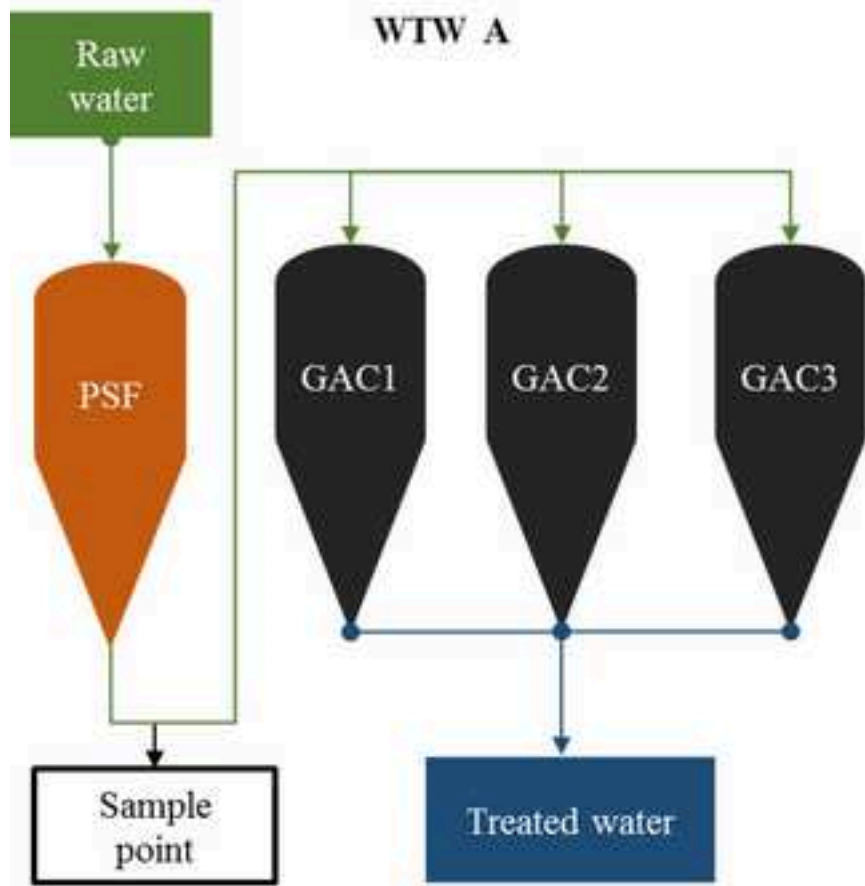 WTW A
Raw
water
PSF
GAC1
GAC2
GAC3
Sample
point
Treated water